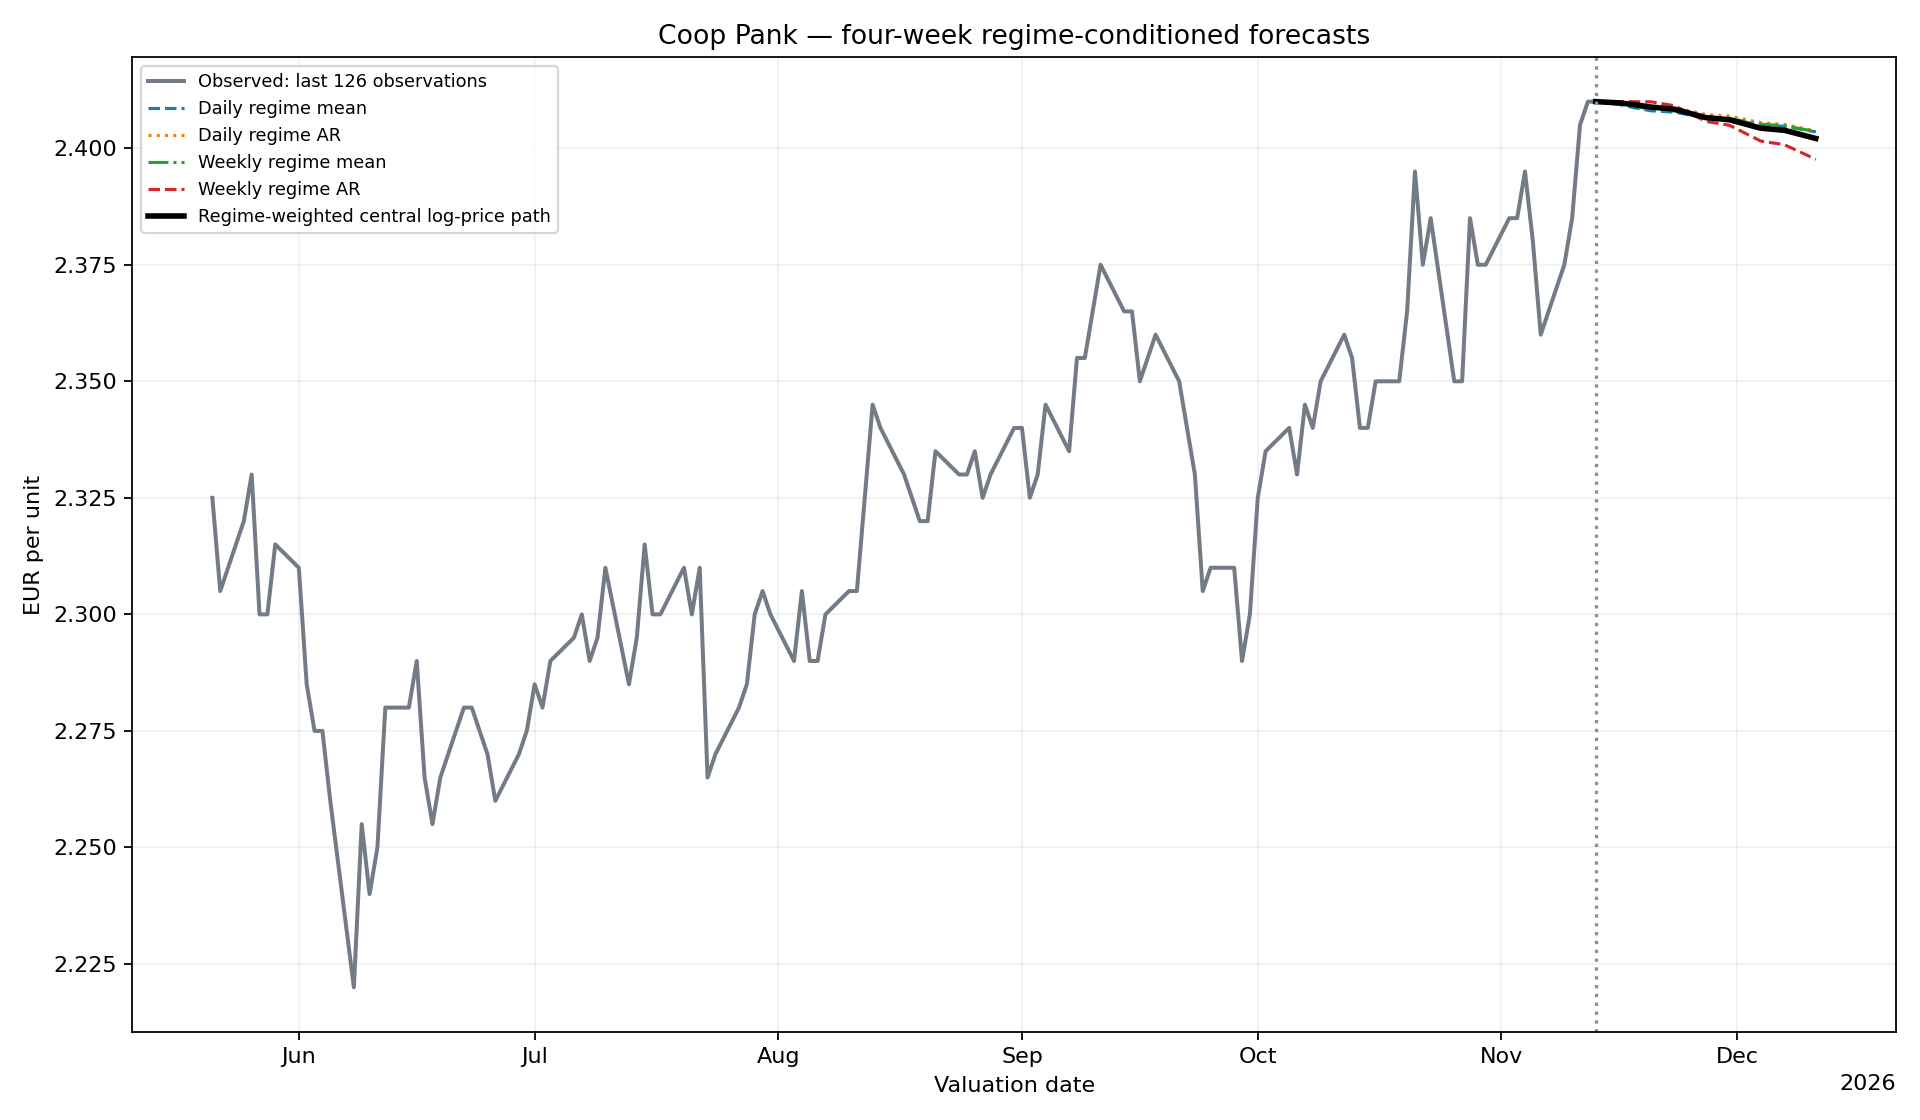 Coop Pank — four-week regime-conditioned forecasts
Observed: last 126 observations
Daily regime mean
Daily regime AR
Weekly regime mean
Weekly regime AR
Regime-weighted central log-price path
2.400
2.375
2.350
2.325
2.300
2.275
2.250
2.225
EUR per unit
Jun
Jul
Aug
Sep
Oct
Nov
Dec
Valuation date
2026